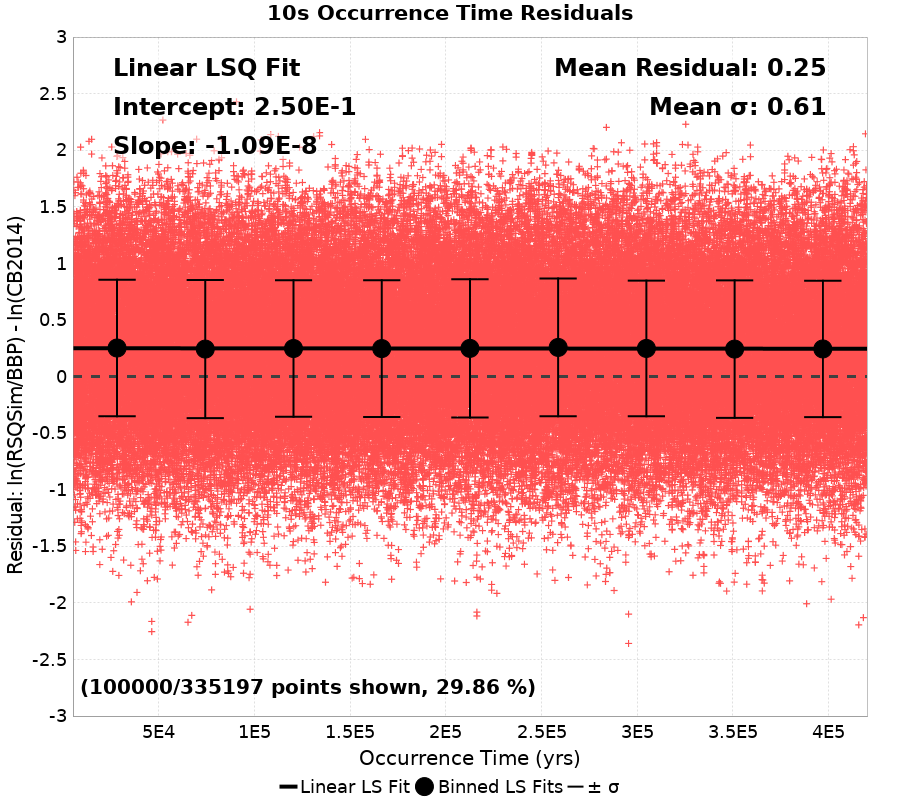 10s Occurrence Time Residuals
Linear LSQ Fit
Intercept: 2.50E-1
Slope: -1.09E-8
Mean Residual: 0.25
Mean σ: 0.61
Residual: ln(RSQSim/BBP) - ln(CB2014)
3
2.5
2
1.5
1
0.5
0
-0.5
-1
-1.5
-2
-2.5
-3
(100000/335197 points shown, 29.86 %)
5E4 1E5 1.5E5 2E5 2.5E5 3E5 3.5E5 4E5
Occurrence Time (yrs)
Linear LS Fit Binned LS Fits ± σ